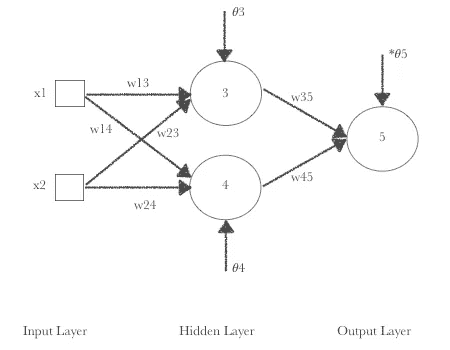 θ3
*θ5
x1
w13
3
w35
w14
w23
5
x2
w24
4
w45
θ4
Input Layer
Hidden Layer
Output Layer